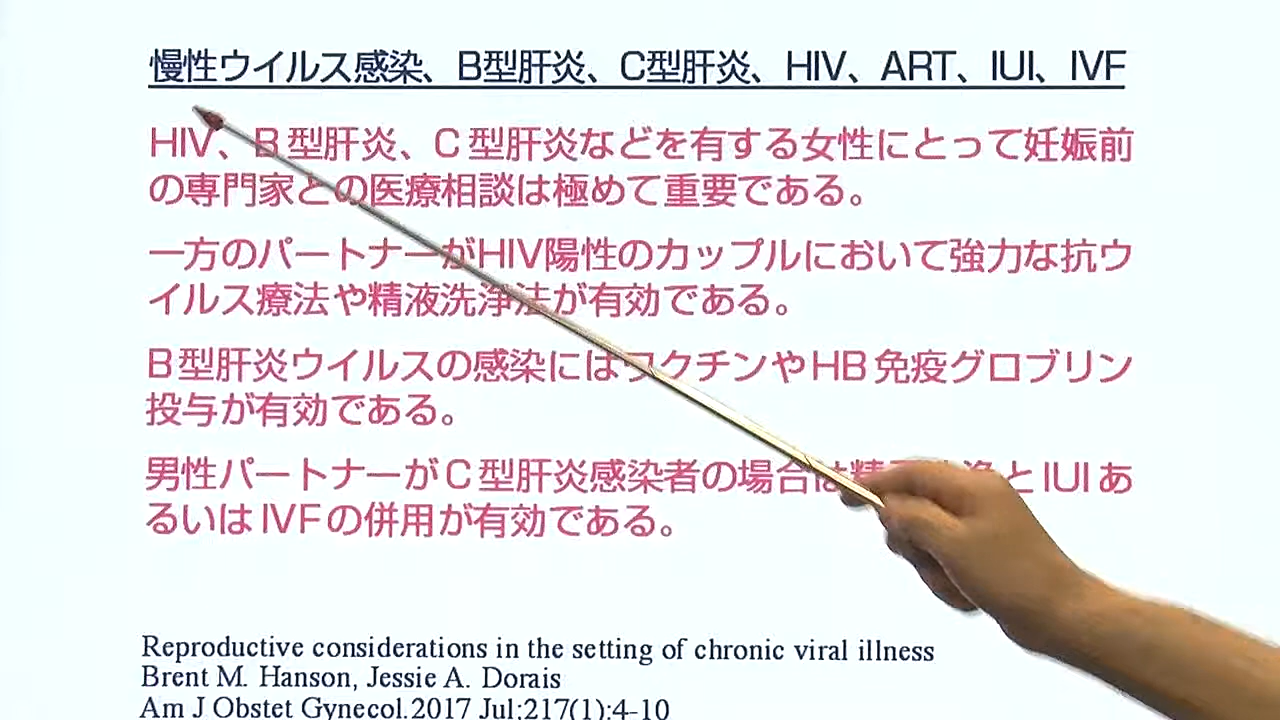 慢性ウイルス感染、B型肝炎、C型肝炎、HIV、ART、IUI、IVF
HIV、B型肝炎、C型肝炎などを有する女性にとって妊娠前
の専門家との医療相談は極めて重要である。
一方のパートナーがHIV陽性のカップルにおいて強力な抗ウ
イルス療法や精液洗浄法が有効である。
B型肝炎ウイルスの感染にはワクチンやHB免疫グロブリン
投与が有効である。
男性パートナーがC型肝炎感染者の場合は精 とIUIあ
るいはIVFの併用が有効である。
Reproductive considerations in the setting of chronic viral illness
Brent M. Hanson, Jessie A. Dorais
Am J Obstet Gynecol.2017 Jul;217(1):4-10